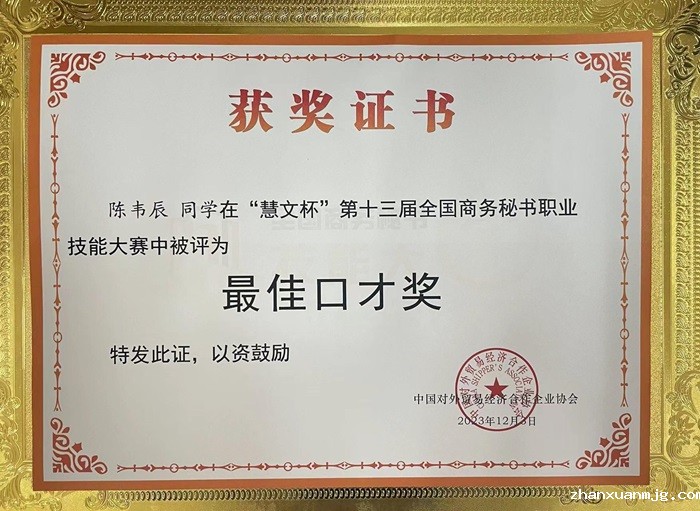 获奖证书
陈韦辰 同学在“慧文杯”第十三届全国商务秘书职业
技能大赛中被评为
最佳口才奖
特发此证，以资鼓励
中国对外贸易经济合作企业协会
2023年12月3日
zhanxuanmjg.com